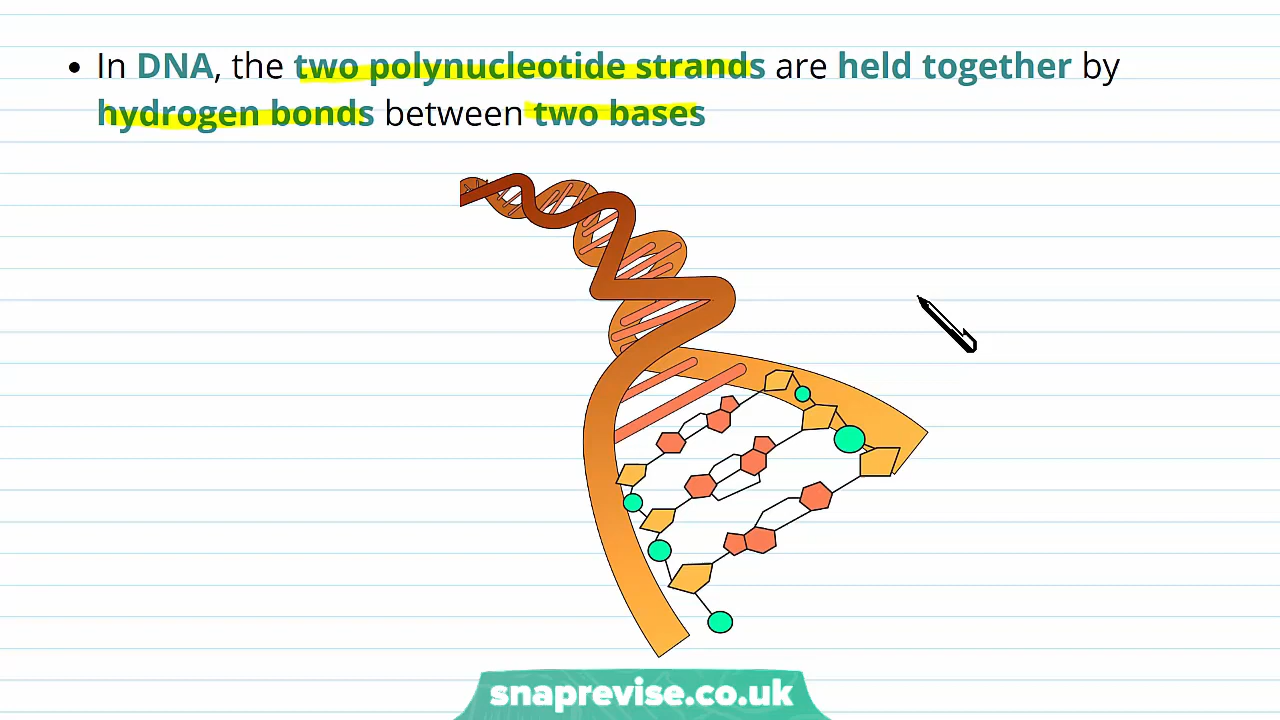 • In DNA, the two polynucleotide strands are held together by
hydrogen bonds between two bases
snaprevise.co.uk